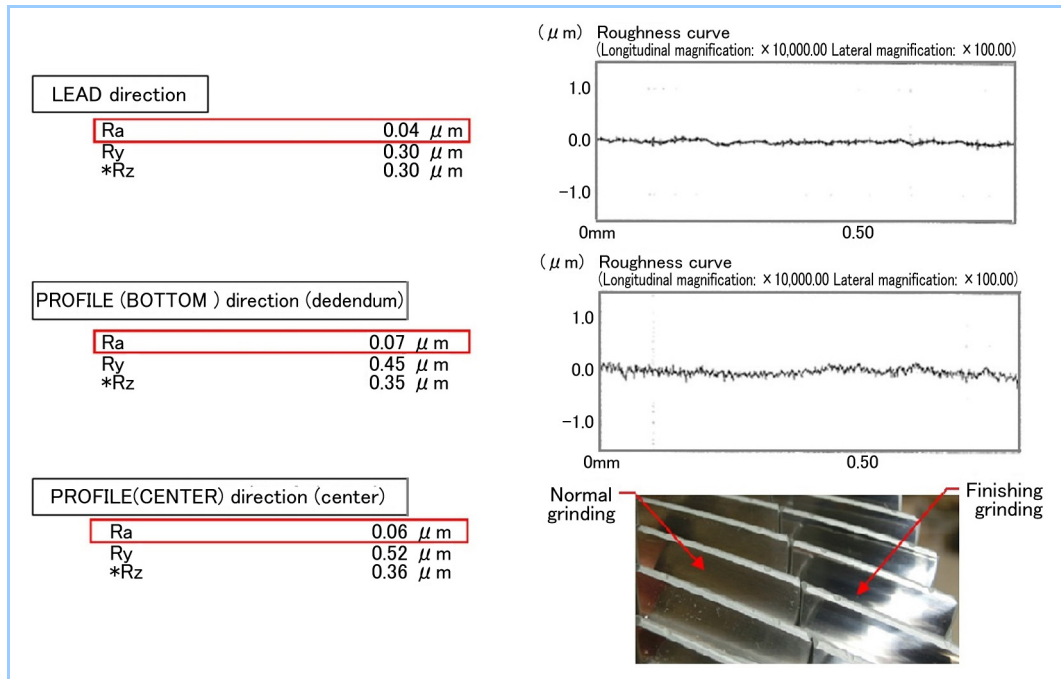 LEAD direction
Ra 0.04 μm
Ry 0.30 μm
*Rz 0.30 μm
(μm) Roughness curve
(Longitudinal magnification: ×10,000.00 Lateral magnification: ×100.00)
1.0
0.0
-1.0
0mm 0.50
PROFILE (BOTTOM ) direction (dedendum)
Ra 0.07 μm
Ry 0.45 μm
*Rz 0.35 μm
(μm) Roughness curve
(Longitudinal magnification: ×10,000.00 Lateral magnification: ×100.00)
1.0
0.0
-1.0
0mm 0.50
PROFILE(CENTER) direction (center)
Ra 0.06 μm
Ry 0.52 μm
*Rz 0.36 μm
Normal
grinding
Finishing
grinding